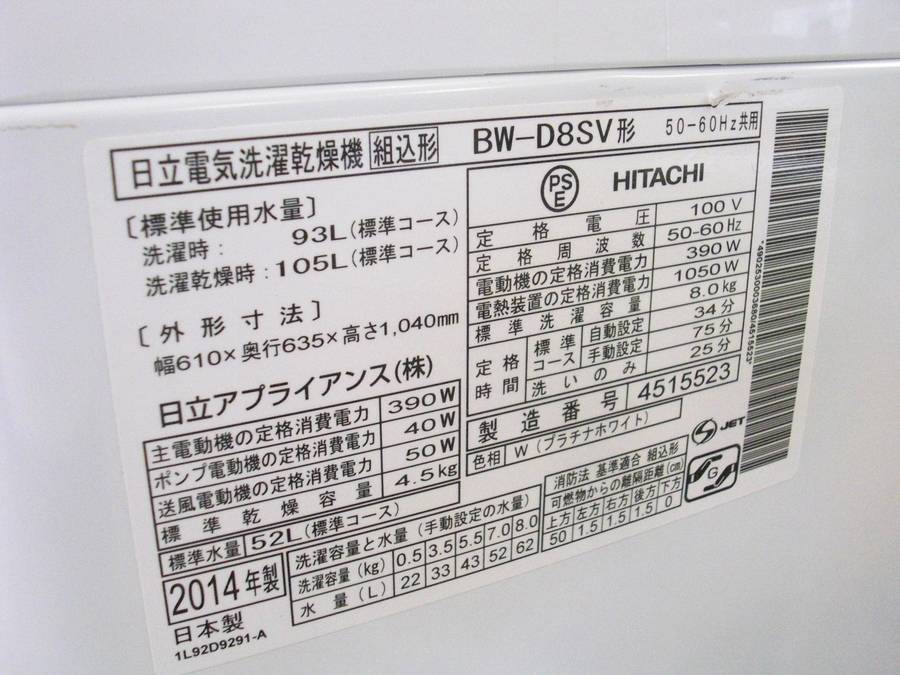 日立電気洗濯乾燥機 組込形 BW-D8SV形 50-60Hz共用
[標準使用水量]
洗濯時: 93L(標準コース)
洗濯乾燥時:105L(標準コース)
[外形寸法]
幅610×奥行635×高さ1,040mm
日立アプライアンス(株)
主電動機の定格消費電力 390W
ポンプ電動機の定格消費電力 40W
送風電動機の定格消費電力 50W
標準乾燥容量 4.5kg
標準水量 52L(標準コース)
2014年製
日本製
1L92D9291-A
PSE HITACHI
定格電圧 100V
定格周波数 50-60Hz
電動機の定格消費電力 390W
電熱装置の定格消費電力 1050W
標準洗濯容量 8.0kg
定格時間 標準コース 自動設定 34分
手動設定 75分
洗いのみ 25分
製造番号 4515523
色相 W(プラチナホワイト)
洗濯容量と水量(手動設定の水量)
洗濯容量(kg) 0.5 3.5 5.5 7.0 8.0
水量(L) 22 33 43 52 62
消防法 基準適合 組込形
可燃物からの離隔距離(cm)
上方 左方 右方 後方 下方
50 1.5 1.5 1.5 0
S JET
G
*4902530033680/4515523*